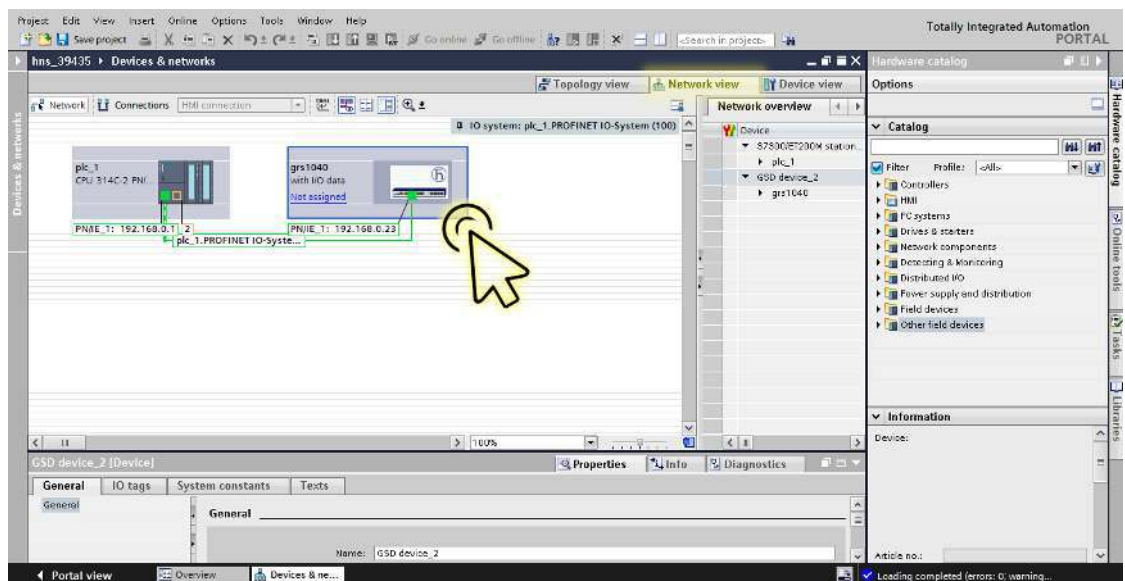 Project Edit View Insert Online Options Tools Window Help
Totally Integrated Automation
PORTAL
Save project
Go online
Go offline
<Search in project>
hns_39435 ▸ Devices & networks
Hardware catalog
Topology view
Network view
Device view
Options
Network
Connections
HMI connection
Network overview
IO system: plc_1.PROFINET IO-System (100)
Device
Catalog
S7300/ET200M station...
plc_1
GSD device_2
grs1040
Filter
Profile:
<All>
plc_1
CPU 314C-2 PN/...
grs1040
with I/O data
Not assigned
PN/IE_1: 192.168.0.1
2
PN/IE_1: 192.168.0.23
plc_1.PROFINET IO-Syste...
Controllers
HMI
PC systems
Drives & starters
Network components
Detecting & Monitoring
Distributed I/O
Power supply and distribution
Field devices
Other field devices
Information
Device:
100%
GSD device_2 [Device]
Properties
Info
Diagnostics
General
IO tags
System constants
Texts
General
General
Name:
GSD device_2
Article no.:
Portal view
Overview
Devices & ne...
Loading completed (errors: 0; warning...
Devices & networks
Hardware catalog
Online tools
Tasks
Libraries